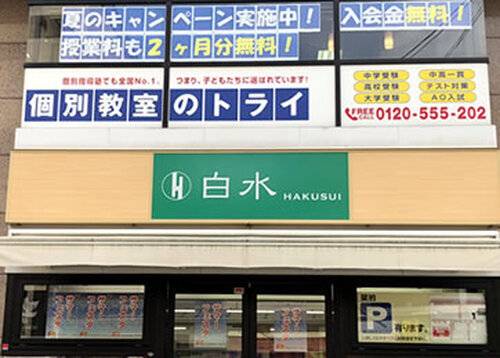 夏のキャンペーン実施中！
入会金無料！
授業料も2ヶ月分無料！
個別指導塾でも全国No.1。
つまり、子どもたちに選ばれています！
個別教室のトライ
中学受験
中高一貫
高校受験
テスト対策
大学受験
AO入試
FREE CALL 0120-555-202
白水 HAKUSUI
契約
P 有ります。